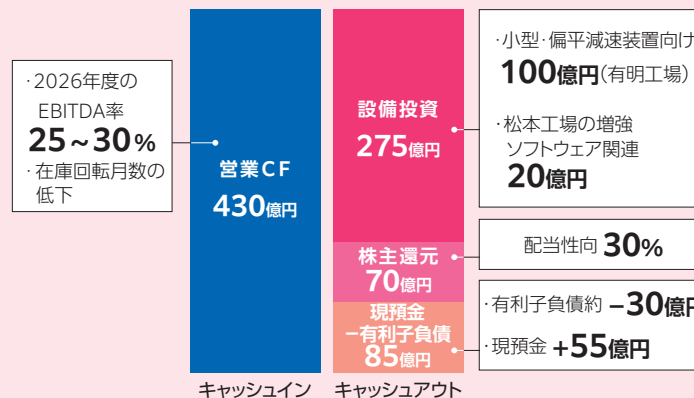 ・2026年度の
EBITDA率
25~30%
・在庫回転月数の
低下
営業CF
430億円
キャッシュイン
設備投資
275億円
株主還元
70億円
現預金
−有利子負債
85億円
キャッシュアウト
・小型・偏平減速装置向け
100億円(有明工場)
・松本工場の増強
ソフトウェア関連
20億円
配当性向 30%
・有利子負債約 −30億円
・現預金 +55億円